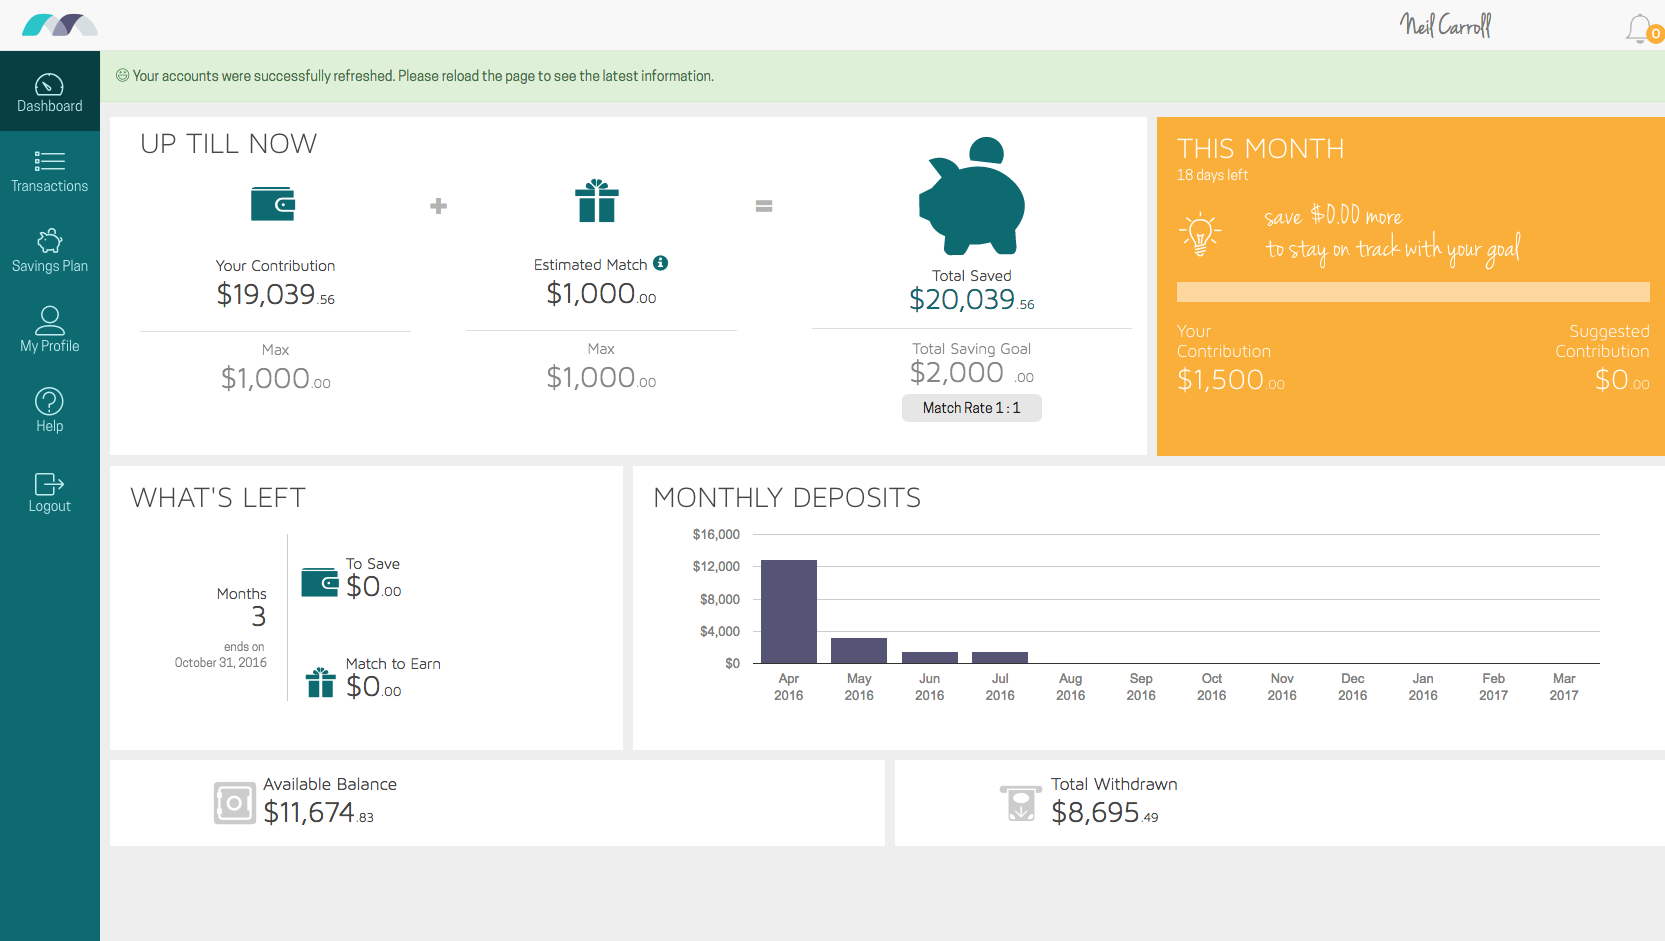 Neil Carroll
0
Dashboard
Transactions
Savings Plan
My Profile
Help
Logout
Your accounts were successfully refreshed. Please reload the page to see the latest information.
UP TILL NOW
Your Contribution
$19,039.56
Max
$1,000.00
Estimated Match
$1,000.00
Max
$1,000.00
Total Saved
$20,039.56
Total Saving Goal
$2,000 .00
Match Rate 1 : 1
THIS MONTH
18 days left
save $0.00 more
to stay on track with your goal
Your
Contribution
$1,500.00
Suggested
Contribution
$0.00
WHAT'S LEFT
Months
3
ends on
October 31, 2016
To Save
$0.00
Match to Earn
$0.00
MONTHLY DEPOSITS
$16,000
$12,000
$8,000
$4,000
$0
Apr May Jun Jul Aug Sep Oct Nov Dec Jan Feb Mar
2016 2016 2016 2016 2016 2016 2016 2016 2016 2016 2017 2017
Available Balance
$11,674.83
Total Withdrawn
$8,695.49